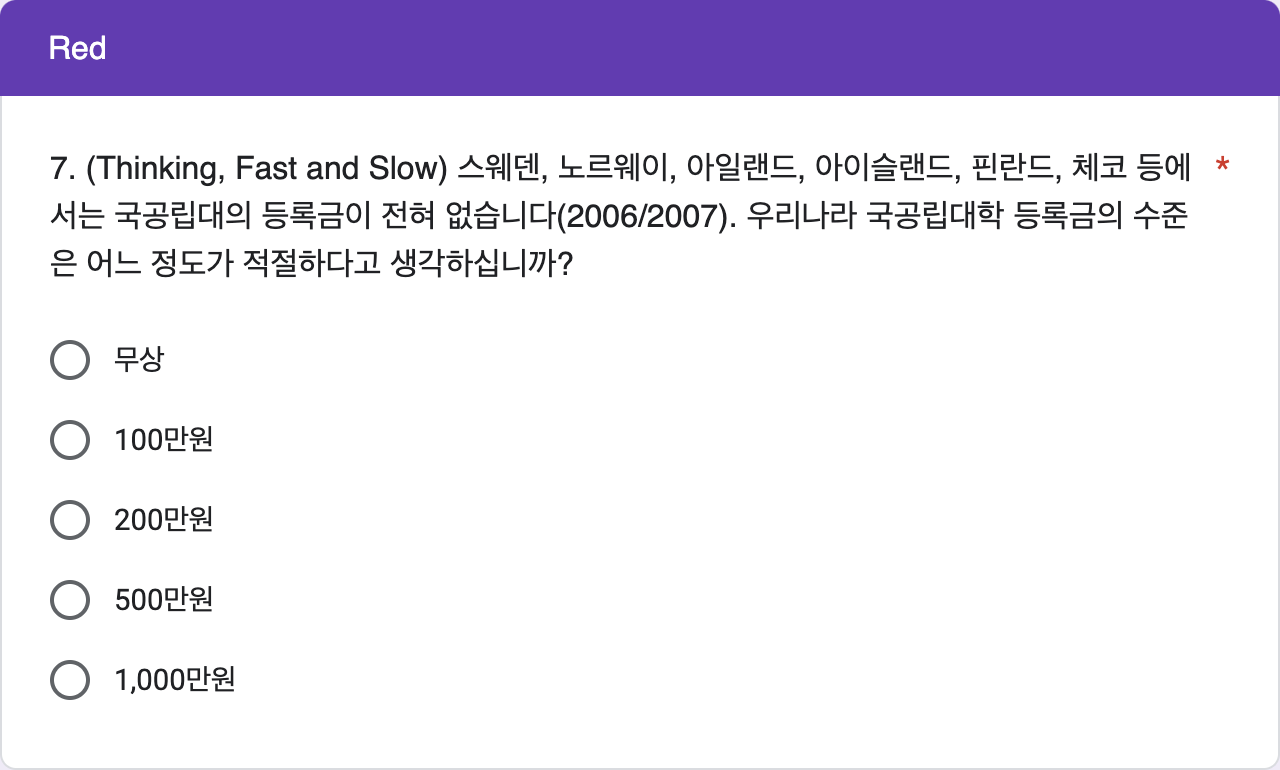 Red
7. (Thinking, Fast and Slow) 스웨덴, 노르웨이, 아일랜드, 아이슬랜드, 핀란드, 체코 등에 *
서는 국공립대의 등록금이 전혀 없습니다(2006/2007). 우리나라 국공립대학 등록금의 수준
은 어느 정도가 적절하다고 생각하십니까?
무상
100만원
200만원
500만원
1,000만원